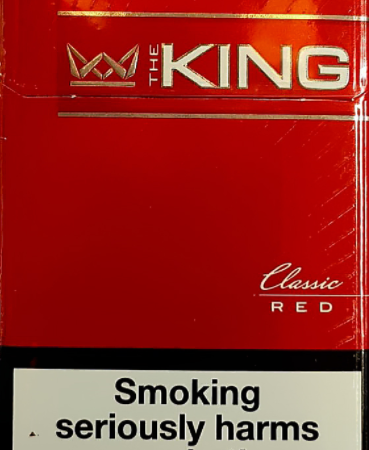 THE KING
Classic
RED
Smoking
seriously harms